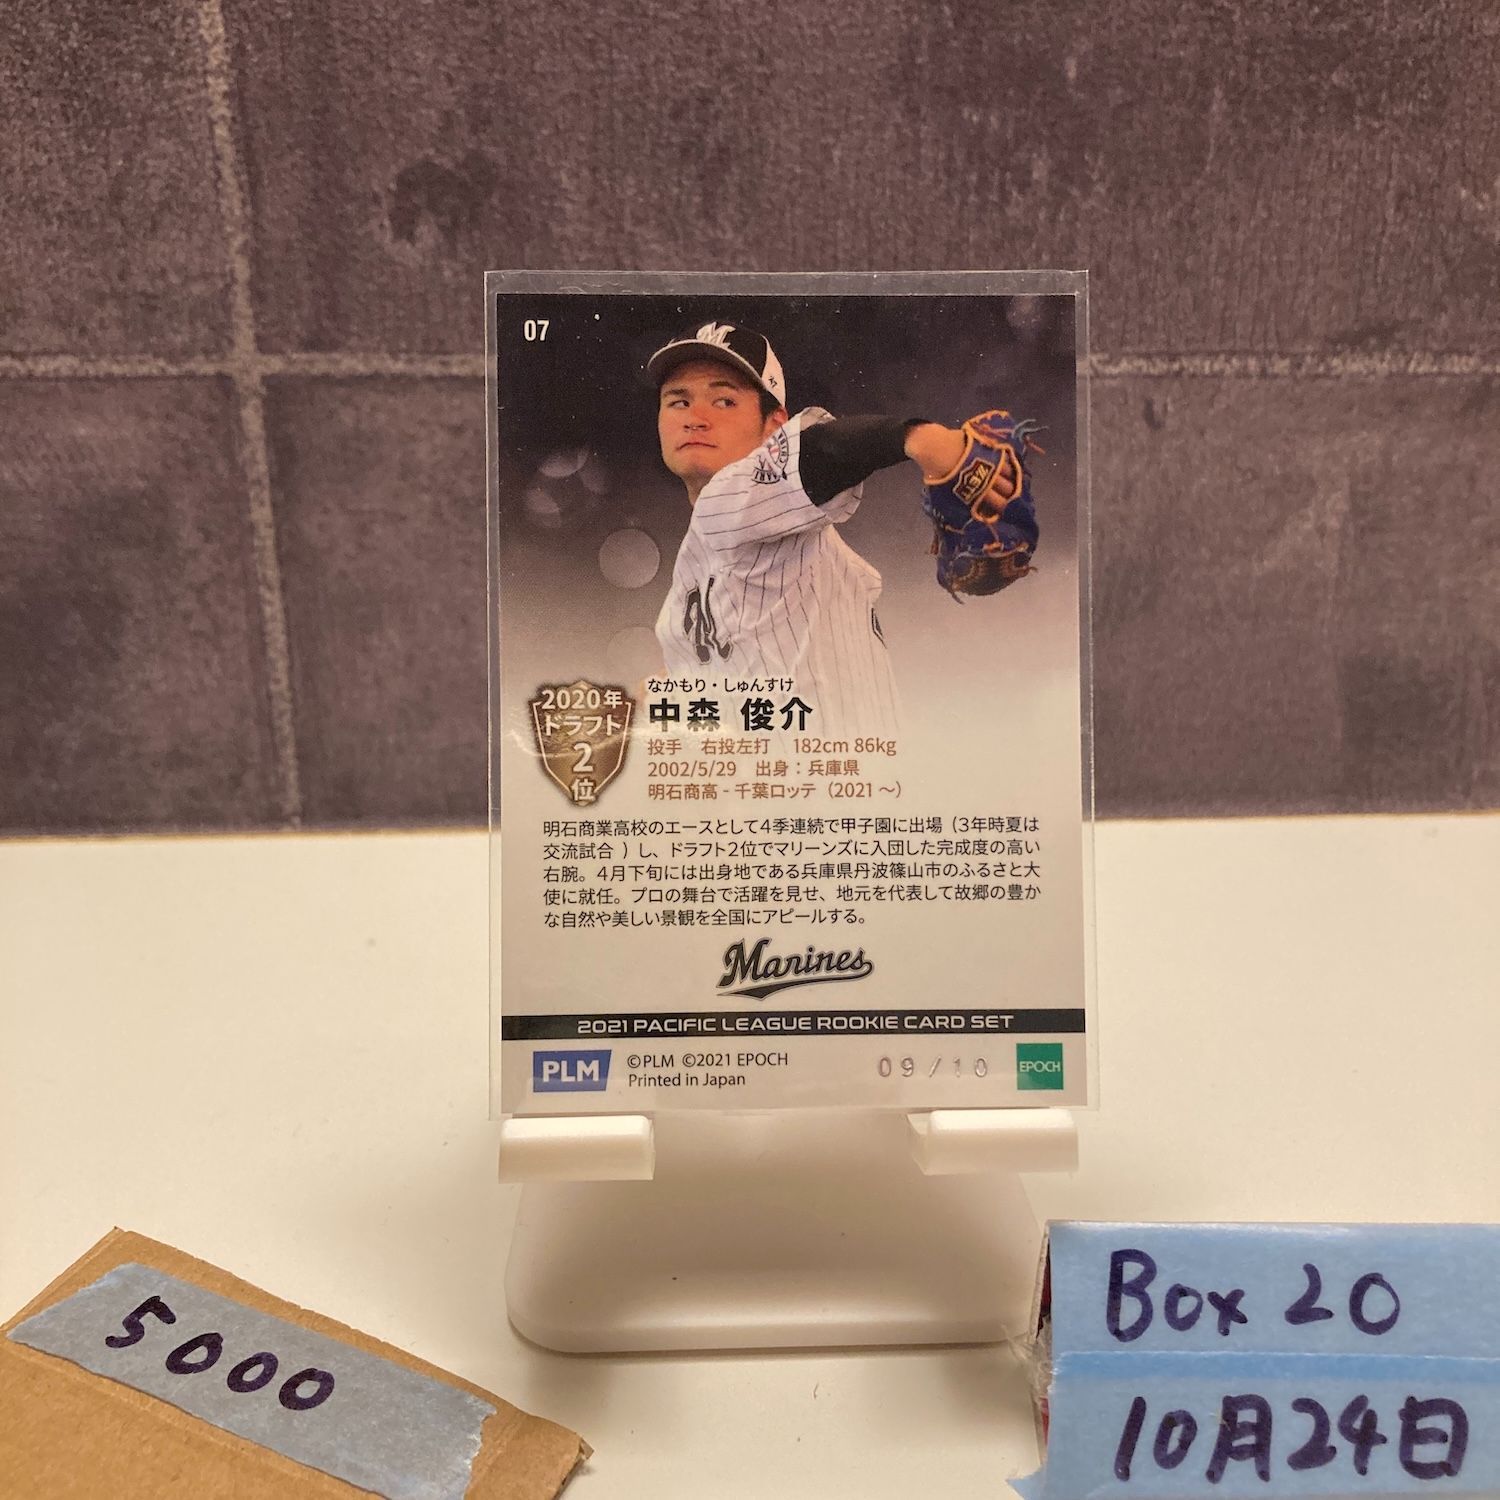 07
M
ZETT
M
なかもり・しゅんすけ
2020年
ドラフト
2
位
中森 俊介
投手 右投左打 182cm 86kg
2002/5/29 出身：兵庫県
明石商高 - 千葉ロッテ（2021 〜）
明石商業高校のエースとして４季連続で甲子園に出場（３年時夏は
交流試合 ）し、ドラフト2位でマリーンズに入団した完成度の高い
右腕。４月下旬には出身地である兵庫県丹波篠山市のふるさと大
使に就任。プロの舞台で活躍を見せ、地元を代表して故郷の豊か
な自然や美しい景観を全国にアピールする。
Marines
2021 PACIFIC LEAGUE ROOKIE CARD SET
PLM
©PLM ©2021 EPOCH
Printed in Japan
09/10
EPOCH
5000
Box 20
10月24日